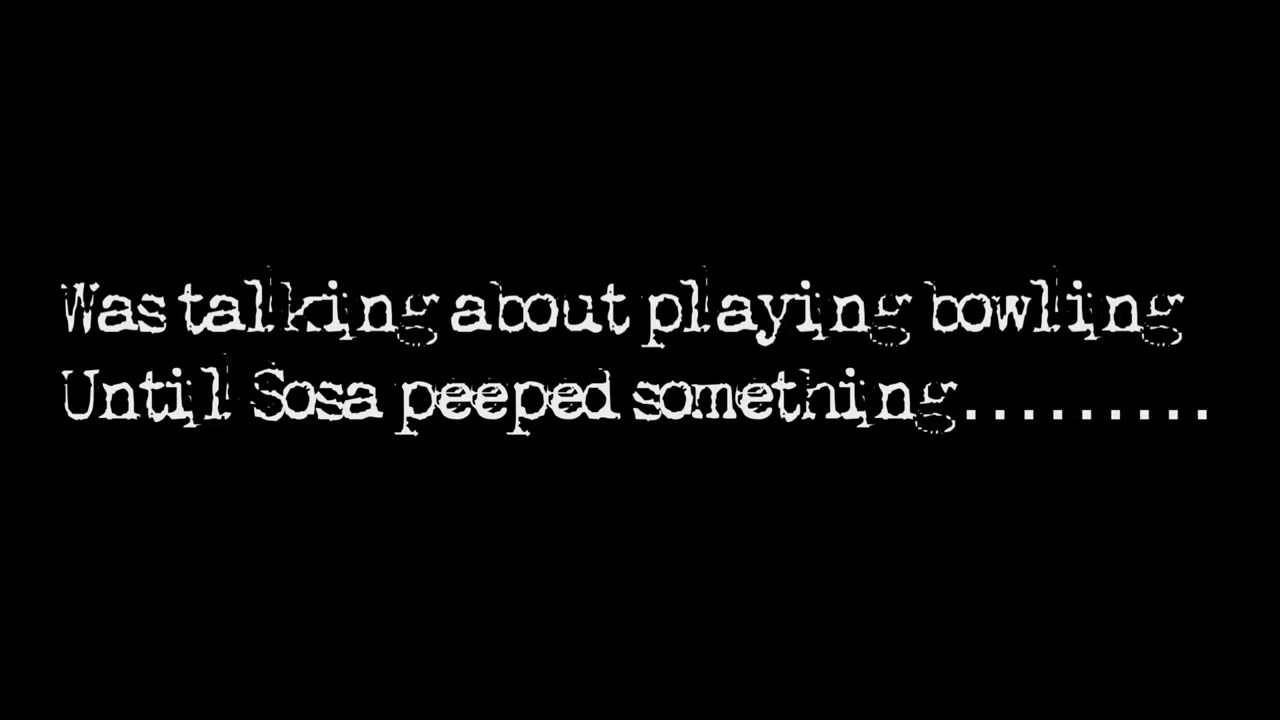 Was talking about playing bowling
Until Sosa peeped something.........